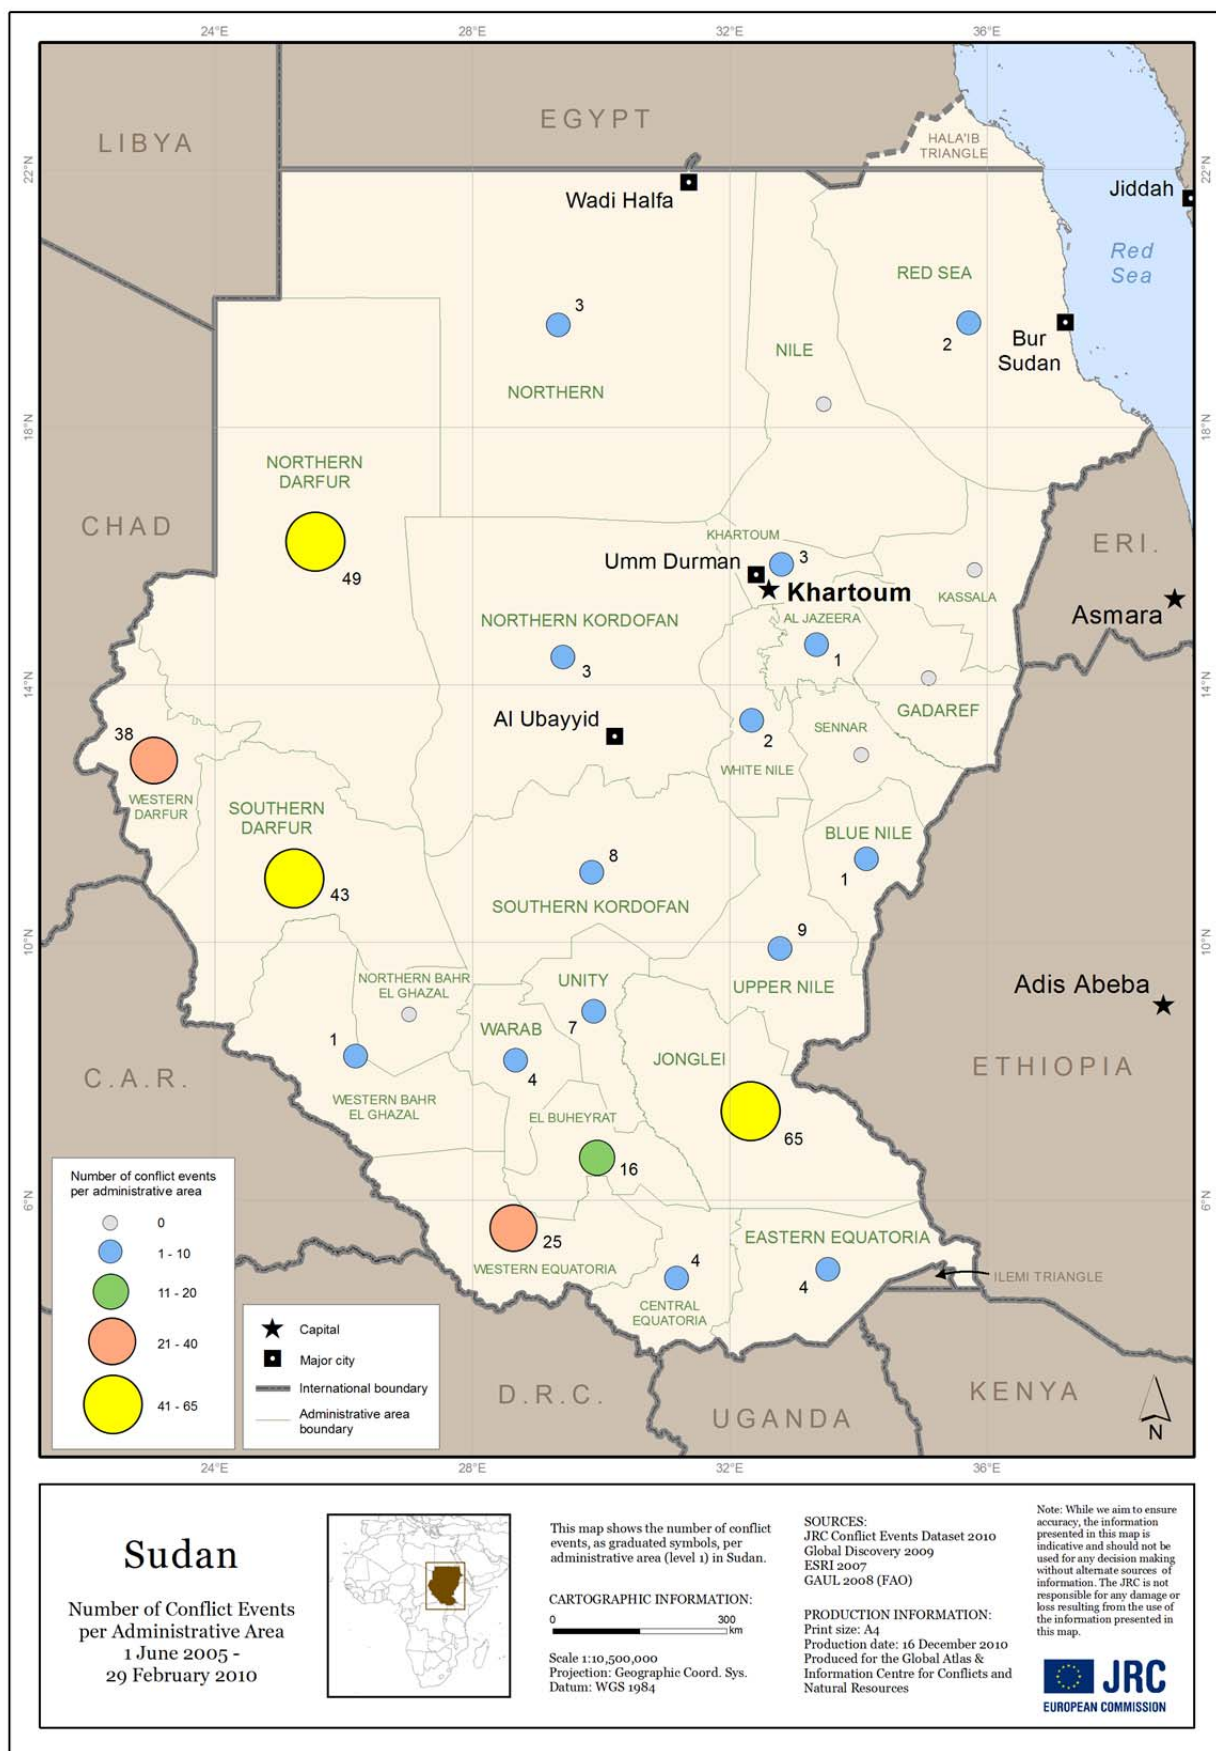 24°E 28°E 32°E 36°E
LIBYA
EGYPT
HALA'IB
TRIANGLE
22°N
22°N
Wadi Halfa
Jiddah
Red
Sea
RED SEA
3
2
Bur
Sudan
NILE
NORTHERN
18°N
18°N
NORTHERN
DARFUR
49
CHAD
KHARTOUM
3
Umm Durman
Khartoum
ERI.
KASSALA
Asmara
NORTHERN KORDOFAN
3
AL JAZEERA
1
14°N
14°N
GADAREF
Al Ubayyid
SENNAR
2
WHITE NILE
38
WESTERN
DARFUR
SOUTHERN
DARFUR
43
BLUE NILE
1
8
SOUTHERN KORDOFAN
9
10°N
10°N
UPPER NILE
NORTHERN BAHR
EL GHAZAL
UNITY
7
Adis Abeba
WARAB
4
1
JONGLEI
65
C.A.R.
ETHIOPIA
WESTERN BAHR
EL GHAZAL
EL BUHEYRAT
16
6°N
6°N
25
WESTERN EQUATORIA
4
CENTRAL
EQUATORIA
EASTERN EQUATORIA
4
ILEMI TRIANGLE
D.R.C.
UGANDA
KENYA
N
Number of conflict events
per administrative area
0
1 - 10
11 - 20
21 - 40
41 - 65
Capital
Major city
International boundary
Administrative area
boundary
24°E 28°E 32°E 36°E
Sudan
Number of Conflict Events
per Administrative Area
1 June 2005 -
29 February 2010
This map shows the number of conflict
events, as graduated symbols, per
administrative area (level 1) in Sudan.
CARTOGRAPHIC INFORMATION:
0 300
km
Scale 1:10,500,000
Projection: Geographic Coord. Sys.
Datum: WGS 1984
SOURCES:
JRC Conflict Events Dataset 2010
Global Discovery 2009
ESRI 2007
GAUL 2008 (FAO)
PRODUCTION INFORMATION:
Print size: A4
Production date: 16 December 2010
Produced for the Global Atlas &
Information Centre for Conflicts and
Natural Resources
Note: While we aim to ensure
accuracy, the information
presented in this map is
indicative and should not be
used for any decision making
without alternate sources of
information. The JRC is not
responsible for any damage or
loss resulting from the use of
the information presented in
this map.
JRC
EUROPEAN COMMISSION